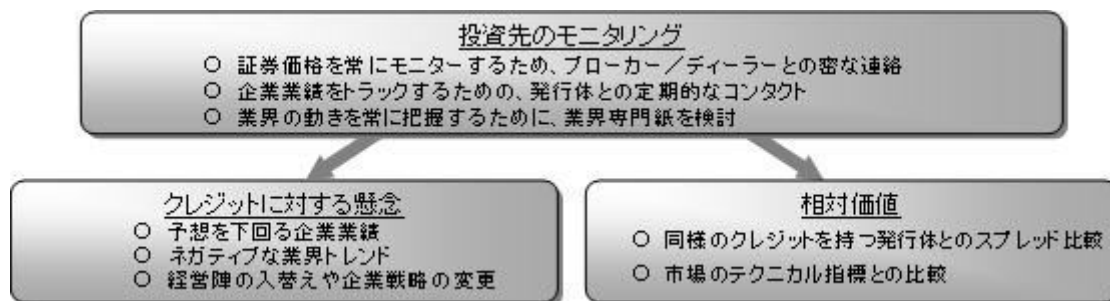 投資先のモニタリング
○ 証券価格を常にモニターするため、ブローカー／ディーラーとの密な連絡
○ 企業業績をトラックするための、発行体との定期的なコンタクト
○ 業界の動きを常に把握するために、業界専門紙を検討
クレジットに対する懸念
○ 予想を下回る企業業績
○ ネガティブな業界トレンド
○ 経営陣の入替えや企業戦略の変更
相対価値
○ 同様のクレジットを持つ発行体とのスプレッド比較
○ 市場のテクニカル指標との比較